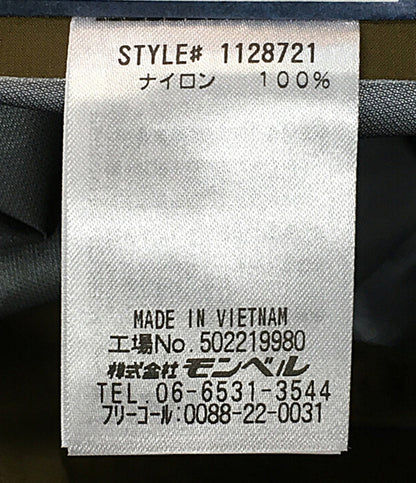 STYLE# 1128721
ナイロン 100%
MADE IN VIETNAM
工場No.502219980
株式会社 モンベル
TEL.06-6531-3544
フリーコール:0088-22-0031